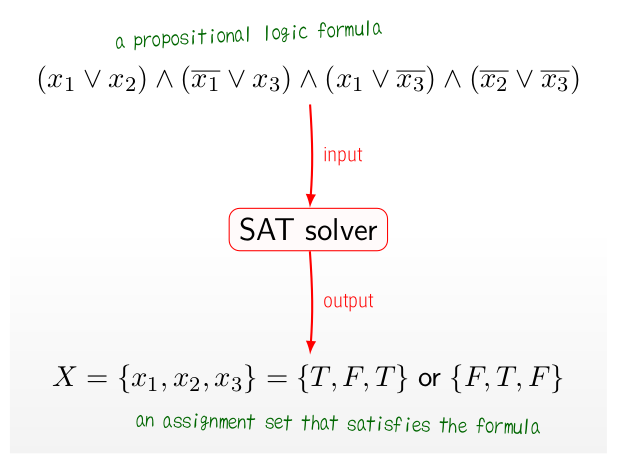 a propositional logic formula
(x₁ ∨ x₂) ∧ (x̅₁̅ ∨ x₃) ∧ (x₁ ∨ x̅₃̅) ∧ (x̅₂̅ ∨ x̅₃̅)
input
SAT solver
output
X = {x₁, x₂, x₃} = {T, F, T} or {F, T, F}
an assignment set that satisfies the formula